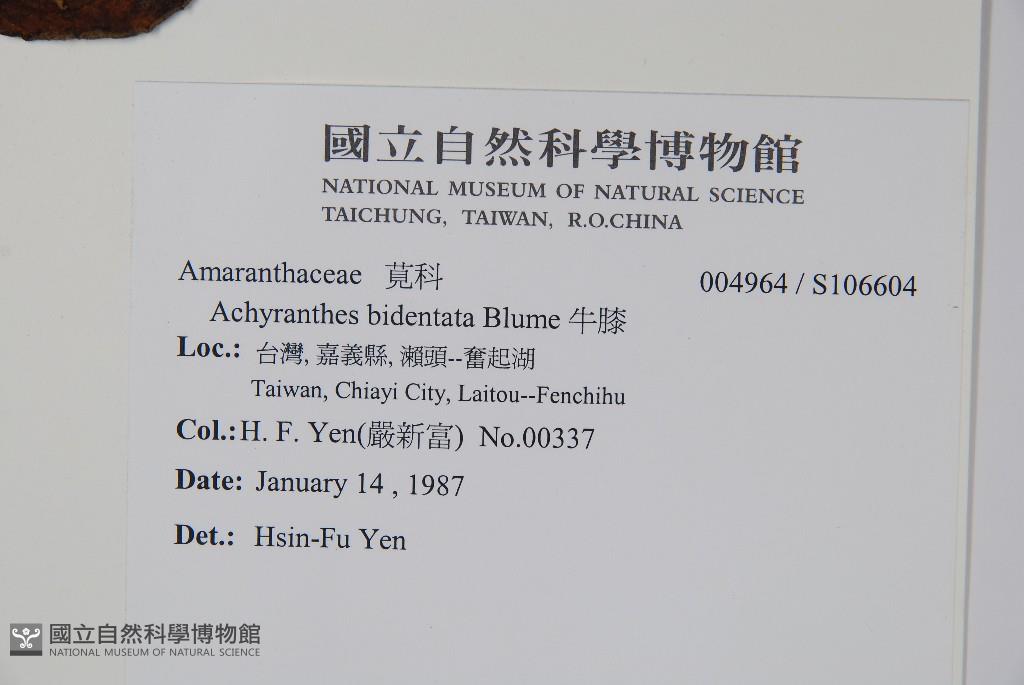 國立自然科學博物館
NATIONAL MUSEUM OF NATURAL SCIENCE
TAICHUNG, TAIWAN, R.O.CHINA
Amaranthaceae 莧科 004964 / S106604
Achyranthes bidentata Blume 牛膝
Loc.: 台灣, 嘉義縣, 瀨頭--奮起湖
Taiwan, Chiayi City, Laitou--Fenchihu
Col.:H. F. Yen(嚴新富) No.00337
Date: January 14 , 1987
Det.: Hsin-Fu Yen
國立自然科學博物館
NATIONAL MUSEUM OF NATURAL SCIENCE